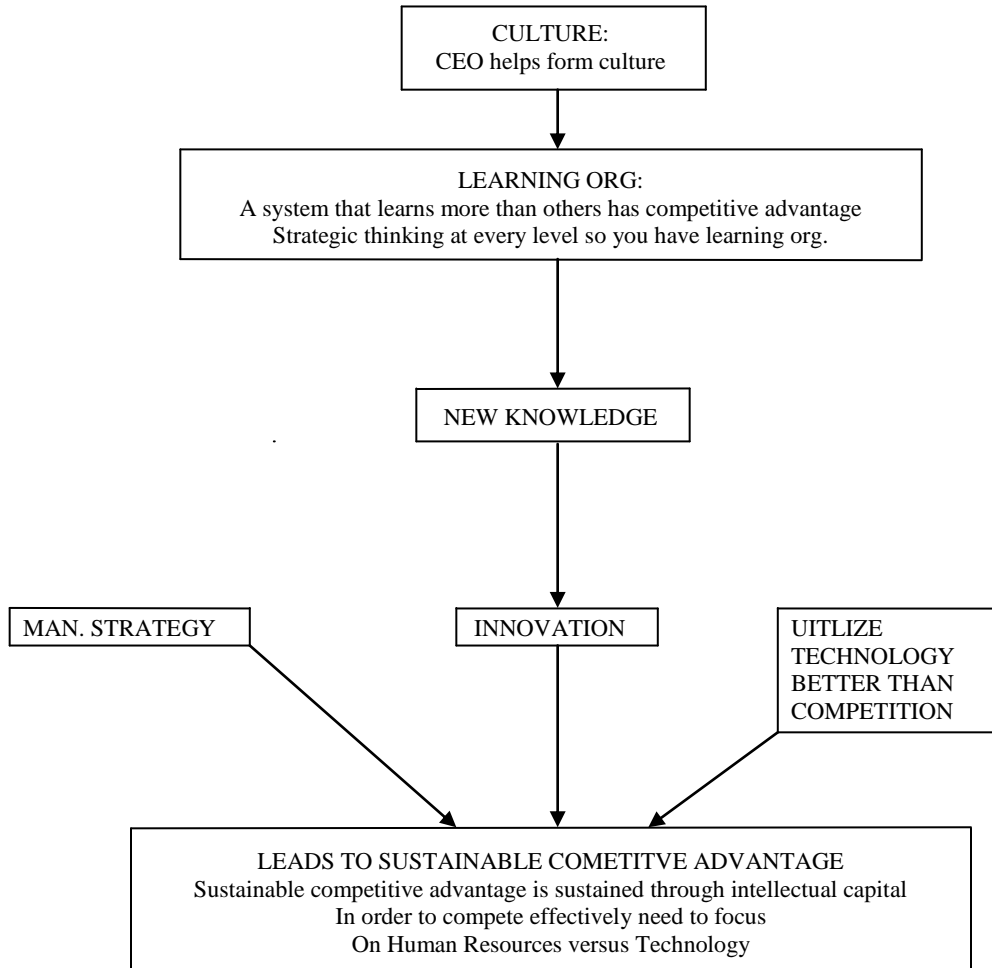 CULTURE:
CEO helps form culture
LEARNING ORG:
A system that learns more than others has competitive advantage
Strategic thinking at every level so you have learning org.
NEW KNOWLEDGE
MAN. STRATEGY
INNOVATION
UITLIZE
TECHNOLOGY
BETTER THAN
COMPETITION
LEADS TO SUSTAINABLE COMETITVE ADVANTAGE
Sustainable competitive advantage is sustained through intellectual capital
In order to compete effectively need to focus
On Human Resources versus Technology